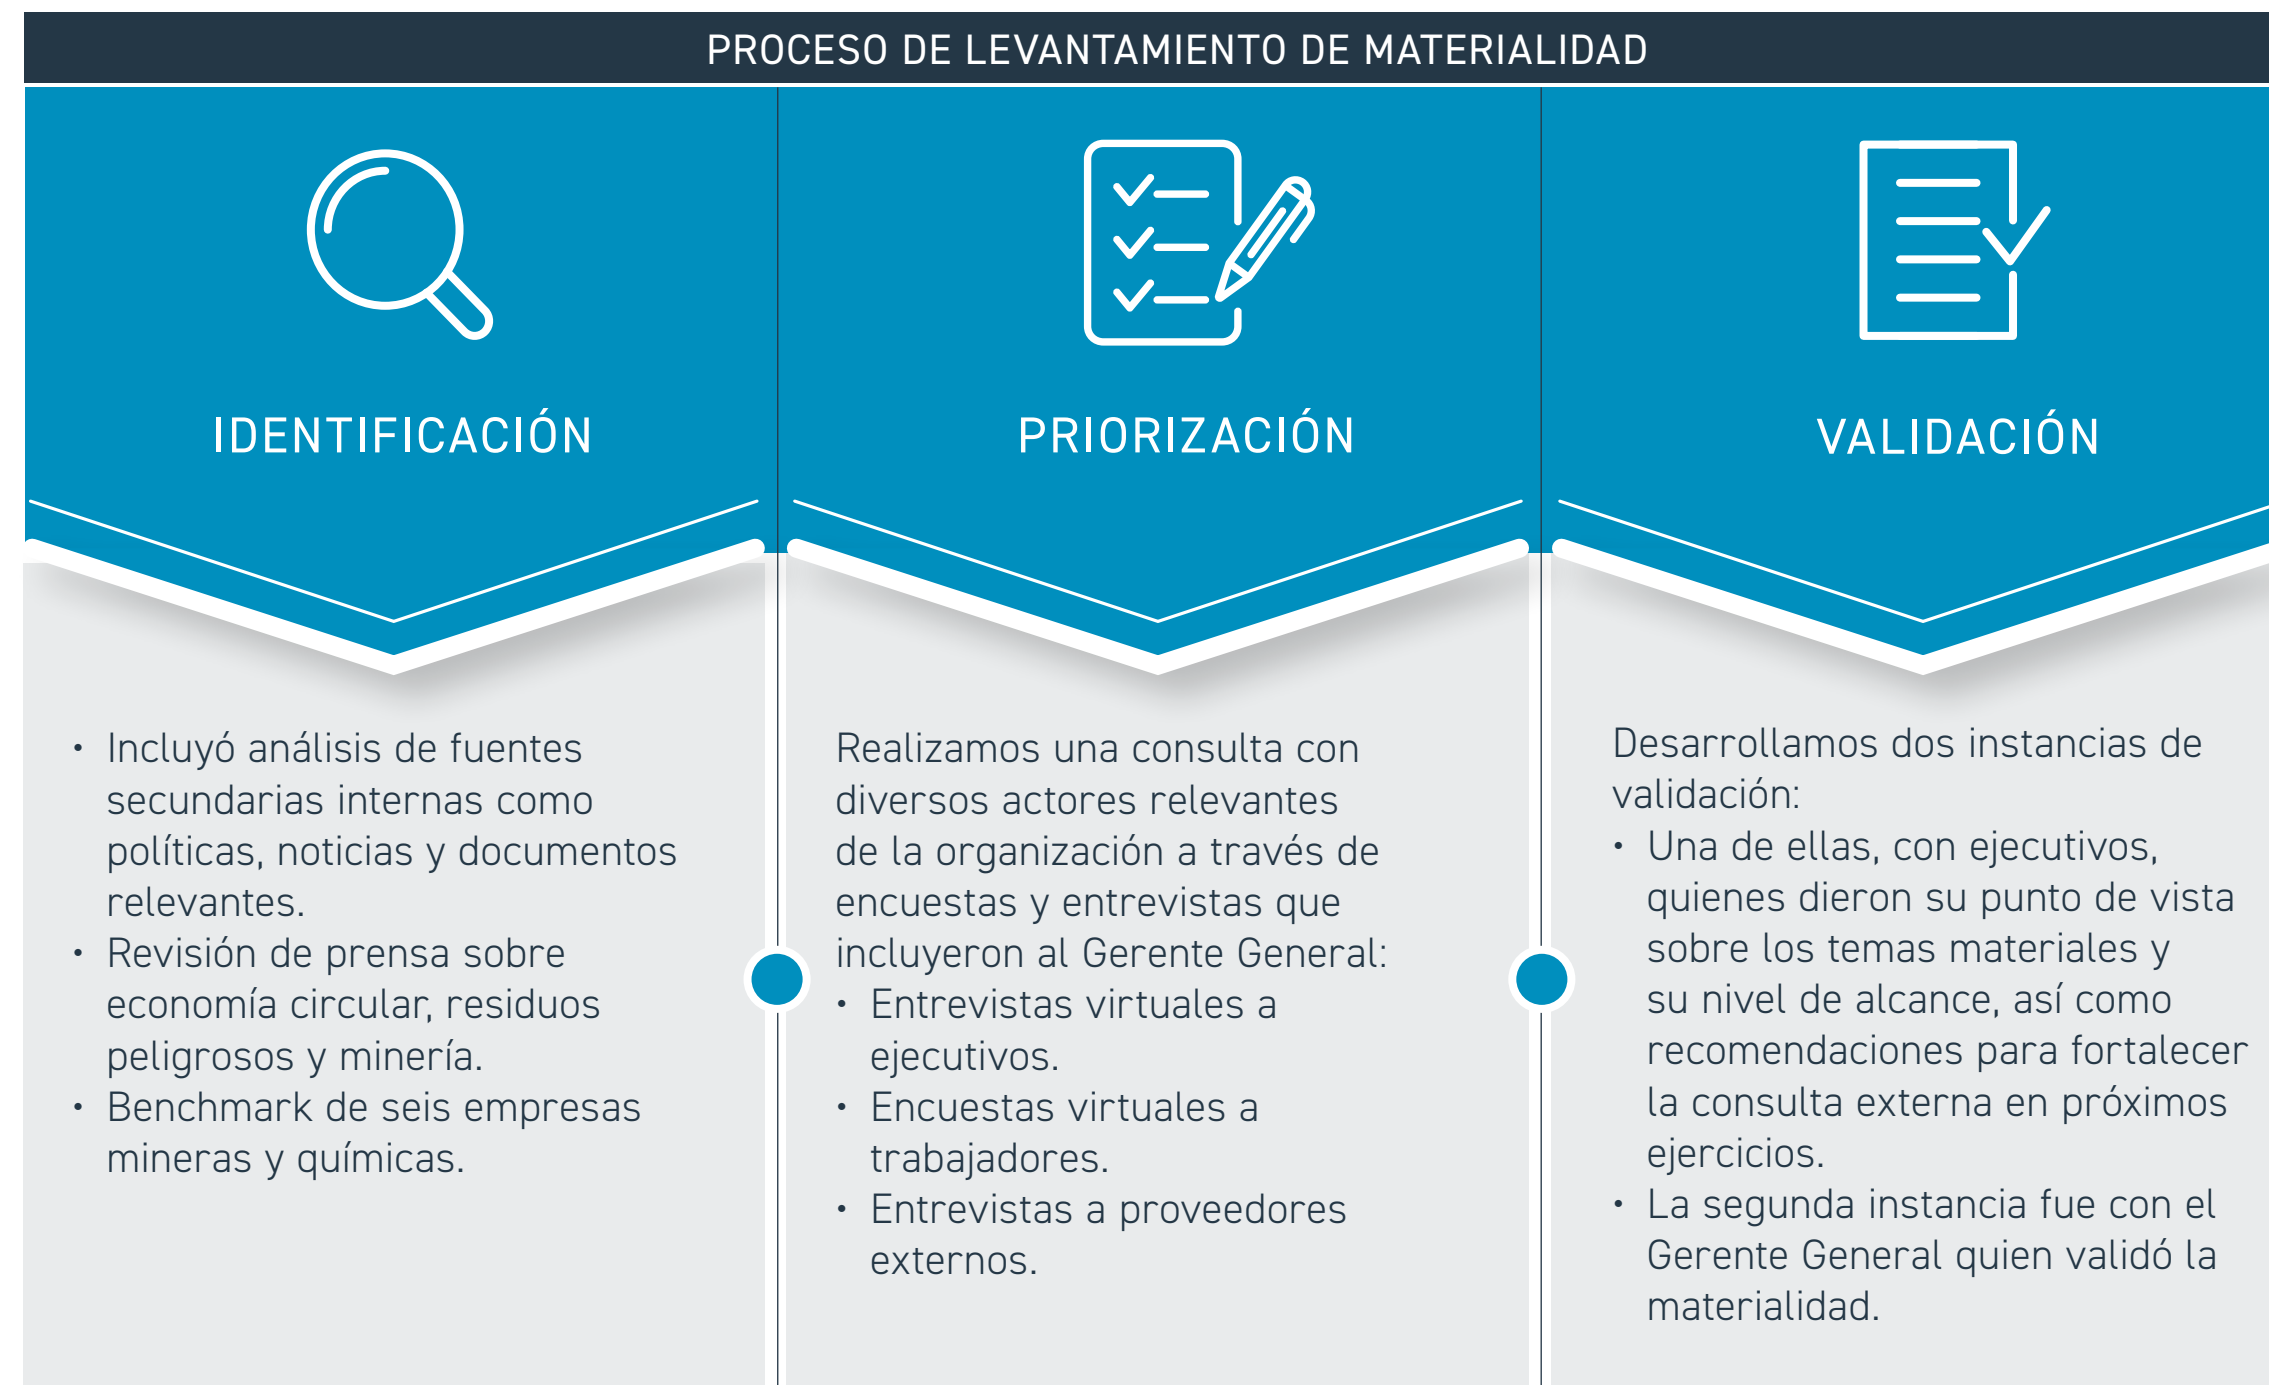 PROCESO DE LEVANTAMIENTO DE MATERIALIDAD
IDENTIFICACIÓN
• Incluyó análisis de fuentes
secundarias internas como
políticas, noticias y documentos
relevantes.
• Revisión de prensa sobre
economía circular, residuos
peligrosos y minería.
• Benchmark de seis empresas
mineras y químicas.
PRIORIZACIÓN
Realizamos una consulta con
diversos actores relevantes
de la organización a través de
encuestas y entrevistas que
incluyeron al Gerente General:
• Entrevistas virtuales a
ejecutivos.
• Encuestas virtuales a
trabajadores.
• Entrevistas a proveedores
externos.
VALIDACIÓN
Desarrollamos dos instancias de
validación:
• Una de ellas, con ejecutivos,
quienes dieron su punto de vista
sobre los temas materiales y
su nivel de alcance, así como
recomendaciones para fortalecer
la consulta externa en próximos
ejercicios.
• La segunda instancia fue con el
Gerente General quien validó la
materialidad.